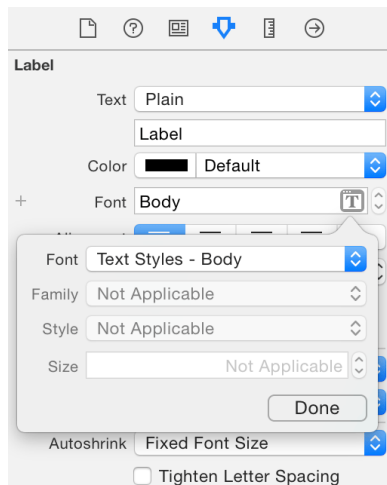 Label
Text Plain
Label
Color Default
+ Font Body T
Font Text Styles - Body
Family Not Applicable
Style Not Applicable
Size Not Applicable
Done
Autoshrink Fixed Font Size
Tighten Letter Spacing